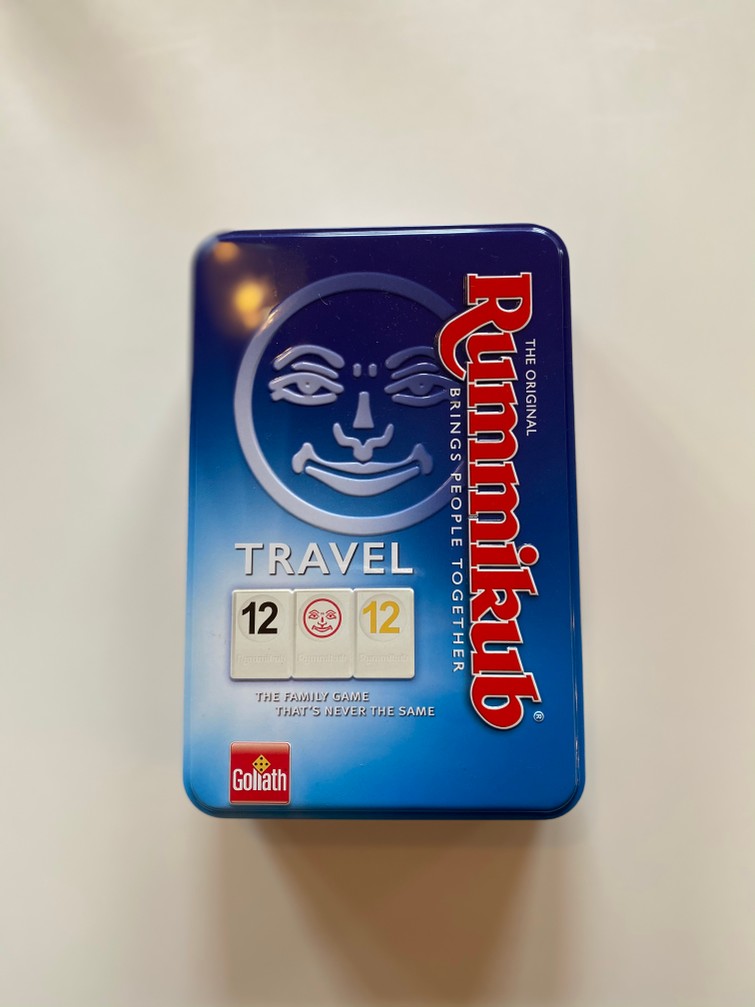 THE ORIGINAL
Rummikub®
BRINGS PEOPLE TOGETHER
TRAVEL
12 12
THE FAMILY GAME
THAT'S NEVER THE SAME
Goliath